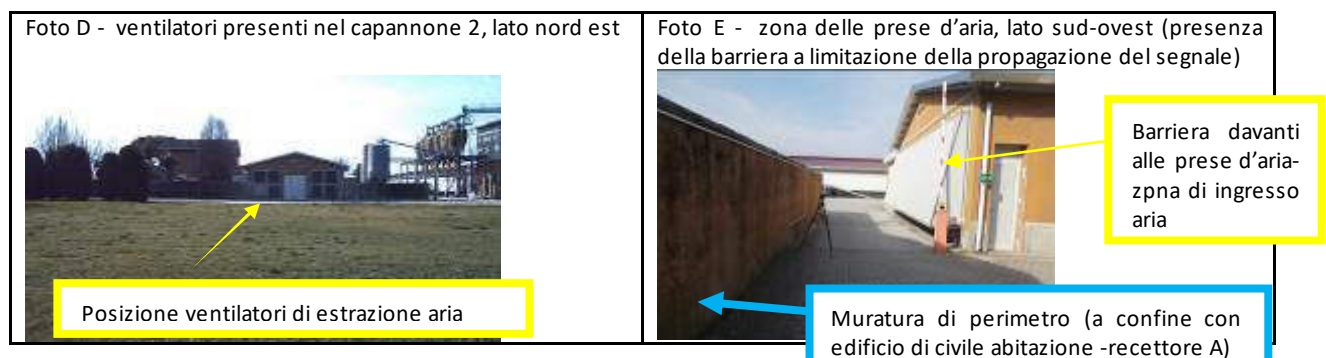 Foto D - ventilatori presenti nel capannone 2, lato nord est
Posizione ventilatori di estrazione aria
Foto E - zona delle prese d'aria, lato sud-ovest (presenza
della barriera a limitazione della propagazione del segnale)
Barriera davanti
alle prese d'aria-
zpna di ingresso
aria
Muratura di perimetro (a confine con
edificio di civile abitazione -recettore A)